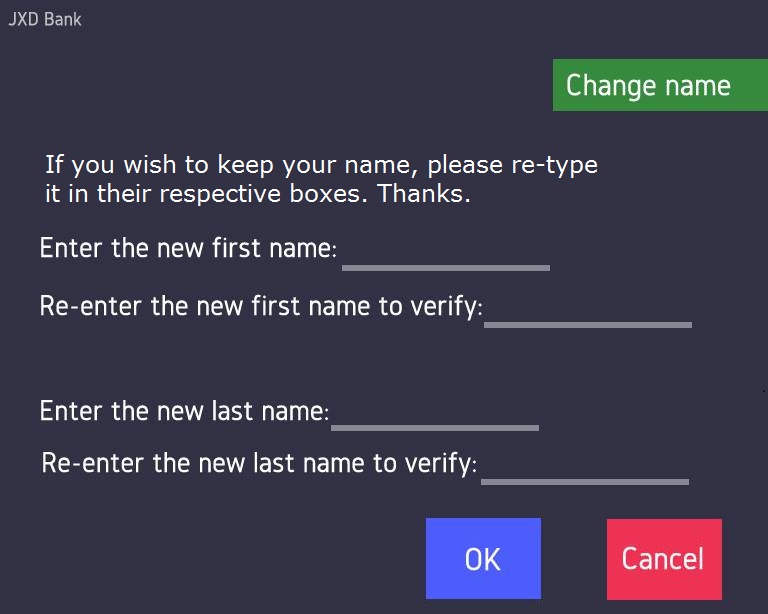 JXD Bank
Change name
If you wish to keep your name, please re-type
it in their respective boxes. Thanks.
Enter the new first name:
Re-enter the new first name to verify:
Enter the new last name:
Re-enter the new last name to verify:
OK
Cancel